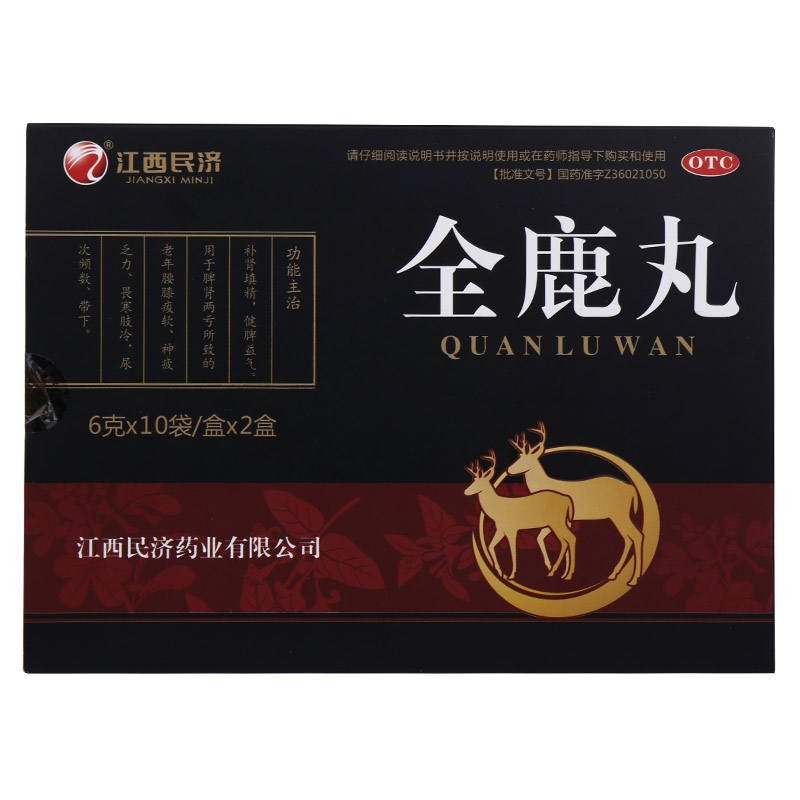 ®
江西民济
JIANGXI MINJI
请仔细阅读说明书并按说明使用或在药师指导下购买和使用
【批准文号】国药准字Z36021050
OTC
全鹿丸
QUAN LU WAN
功能主治
补肾填精，健脾益气。
用于脾肾两亏所致的
老年腰膝痠软、神疲
乏力、畏寒肢冷，尿
次频数、带下。
6克x10袋/盒x2盒
江西民济药业有限公司